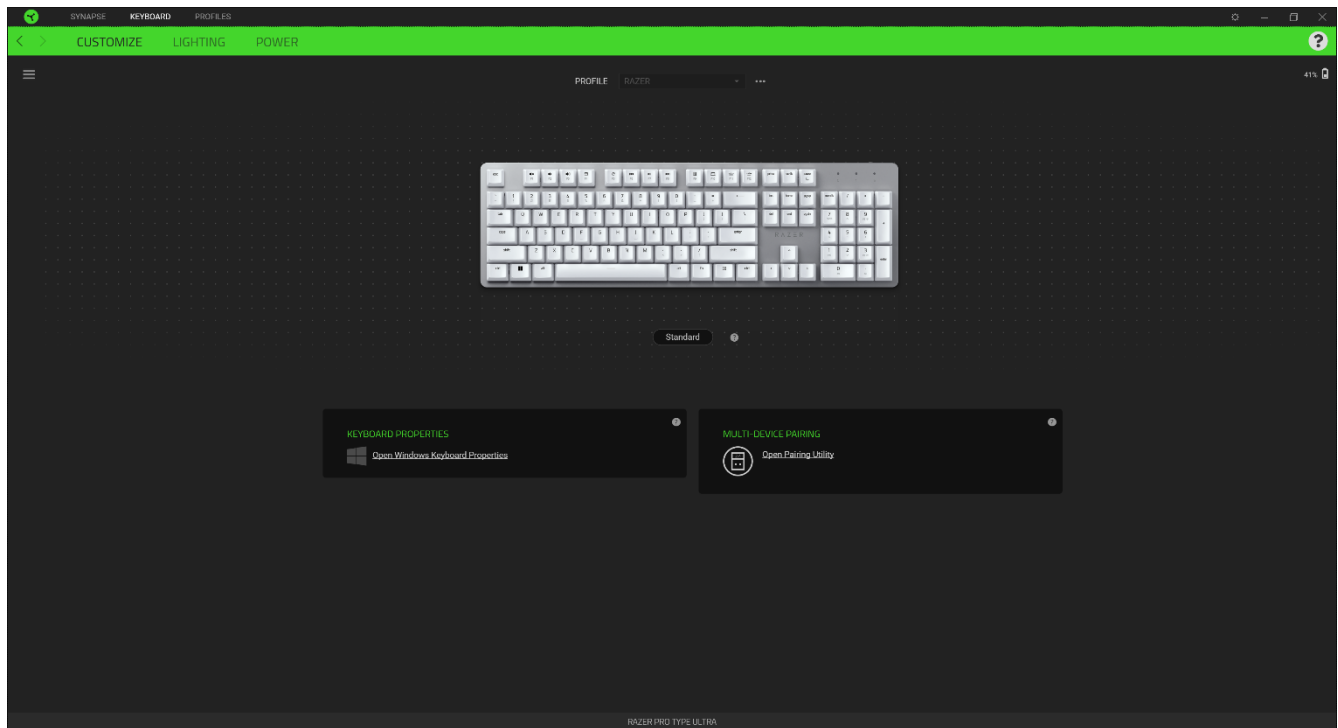 SYNAPSE KEYBOARD PROFILES
CUSTOMIZE LIGHTING POWER
?
PROFILE RAZER
41%
RAZER
Standard ?
KEYBOARD PROPERTIES ?
Open Windows Keyboard Properties
MULTI-DEVICE PAIRING ?
Open Pairing Utility
RAZER PRO TYPE ULTRA